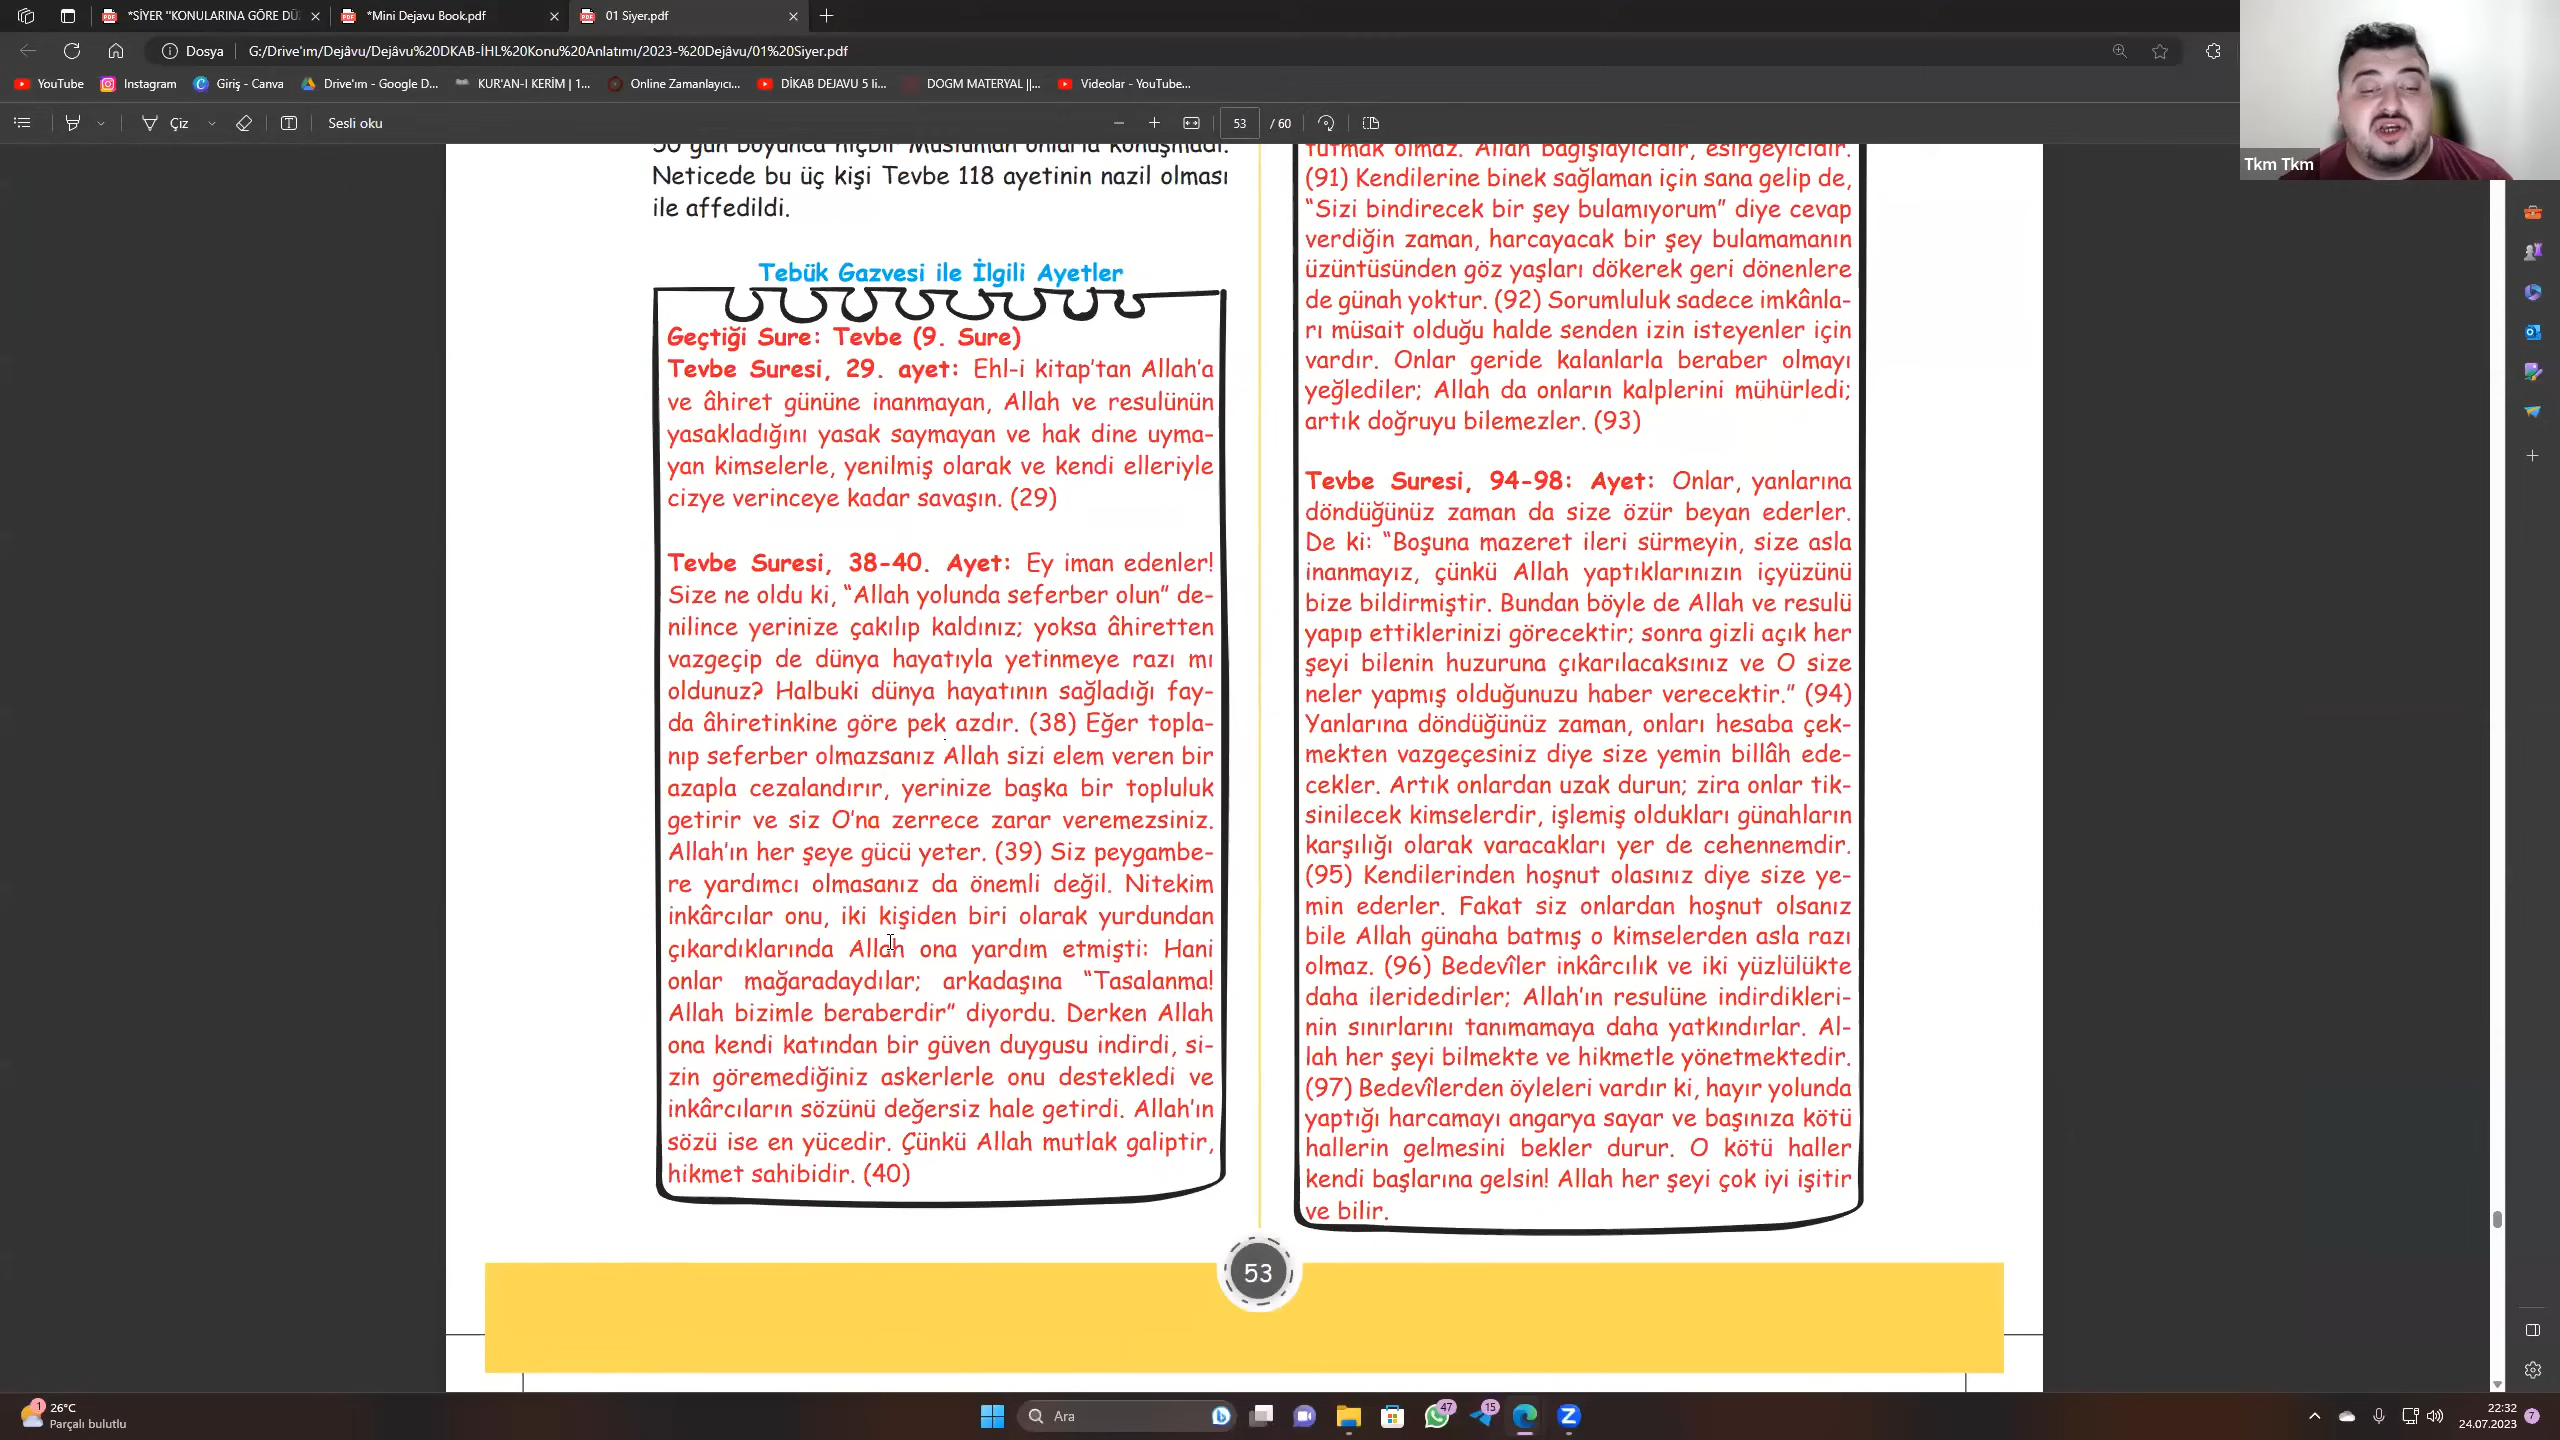 *SİYER "KONULARINA GÖRE DÜZ
*Mini Dejavu Book.pdf
01 Siyer.pdf
Dosya
G:/Drive'ım/Dejâvu/Dejâvu%20DKAB-İHL%20Konu%20Anlatımı/2023-%20Dejâvu/01%20Siyer.pdf
YouTube
Instagram
Giriş - Canva
Drive'ım - Google D...
KUR'AN-I KERİM | 1...
Online Zamanlayıcı...
DİKAB DEJAVU 5 li...
DOGM MATERYAL ||...
Videolar - YouTube...
Çiz
Sesli oku
53 / 60
Tkm Tkm
50 gün boyunca hiçbir Müslüman onlarla konuşmadı.
Neticede bu üç kişi Tevbe 118 ayetinin nazil olması
ile affedildi.
Tebük Gazvesi ile İlgili Ayetler
Geçtiği Sure: Tevbe (9. Sure)
Tevbe Suresi, 29. ayet: Ehl-i kitap'tan Allah'a
ve âhiret gününe inanmayan, Allah ve resulünün
yasakladığını yasak saymayan ve hak dine uyma-
yan kimselerle, yenilmiş olarak ve kendi elleriyle
cizye verinceye kadar savaşın. (29)
Tevbe Suresi, 38-40. Ayet: Ey iman edenler!
Size ne oldu ki, “Allah yolunda seferber olun” de-
nilince yerinize çakılıp kaldınız; yoksa âhiretten
vazgeçip de dünya hayatıyla yetinmeye razı mı
oldunuz? Halbuki dünya hayatının sağladığı fay-
da âhiretinkine göre pek azdır. (38) Eğer topla-
nıp seferber olmazsanız Allah sizi elem veren bir
azapla cezalandırır, yerinize başka bir topluluk
getirir ve siz O'na zerrece zarar veremezsiniz.
Allah'ın her şeye gücü yeter. (39) Siz peygambe-
re yardımcı olmasanız da önemli değil. Nitekim
inkârcılar onu, iki kişiden biri olarak yurdundan
çıkardıklarında Allah ona yardım etmişti: Hani
onlar mağaradaydılar; arkadaşına “Tasalanma!
Allah bizimle beraberdir” diyordu. Derken Allah
ona kendi katından bir güven duygusu indirdi, si-
zin göremediğiniz askerlerle onu destekledi ve
inkârcıların sözünü değersiz hale getirdi. Allah'ın
sözü ise en yücedir. Çünkü Allah mutlak galiptir,
hikmet sahibidir. (40)
tutmak olmaz. Allah bağışlayıcıdır, esirgeyicidir.
(91) Kendilerine binek sağlaman için sana gelip de,
“Sizi bindirecek bir şey bulamıyorum” diye cevap
verdiğin zaman, harcayacak bir şey bulamamanın
üzüntüsünden göz yaşları dökerek geri dönenlere
de günah yoktur. (92) Sorumluluk sadece imkânla-
rı müsait olduğu halde senden izin isteyenler için
vardır. Onlar geride kalanlarla beraber olmayı
yeğlediler; Allah da onların kalplerini mühürledi;
artık doğruyu bilemezler. (93)
Tevbe Suresi, 94-98: Ayet: Onlar, yanlarına
döndüğünüz zaman da size özür beyan ederler.
De ki: “Boşuna mazeret ileri sürmeyin, size asla
inanmayız, çünkü Allah yaptıklarınızın içyüzünü
bize bildirmiştir. Bundan böyle de Allah ve resulü
yapıp ettiklerinizi görecektir; sonra gizli açık her
şeyi bilenin huzuruna çıkarılacaksınız ve O size
neler yapmış olduğunuzu haber verecektir.” (94)
Yanlarına döndüğünüz zaman, onları hesaba çek-
mekten vazgeçesiniz diye size yemin billâh ede-
cekler. Artık onlardan uzak durun; zira onlar tik-
sinilecek kimselerdir, işlemiş oldukları günahların
karşılığı olarak varacakları yer de cehennemdir.
(95) Kendilerinden hoşnut olasınız diye size ye-
min ederler. Fakat siz onlardan hoşnut olsanız
bile Allah günaha batmış o kimselerden asla razı
olmaz. (96) Bedevîler inkârcılık ve iki yüzlülükte
daha ileridedirler; Allah'ın resulüne indirdikleri-
nin sınırlarını tanımamaya daha yatkındırlar. Al-
lah her şeyi bilmekte ve hikmetle yönetmektedir.
(97) Bedevîlerden öyleleri vardır ki, hayır yolunda
yaptığı harcamayı angarya sayar ve başınıza kötü
hallerin gelmesini bekler durur. O kötü haller
kendi başlarına gelsin! Allah her şeyi çok iyi işitir
ve bilir.
53
1
26°C
Parçalı bulutlu
Ara
47
15
22:32
24.07.2023
7